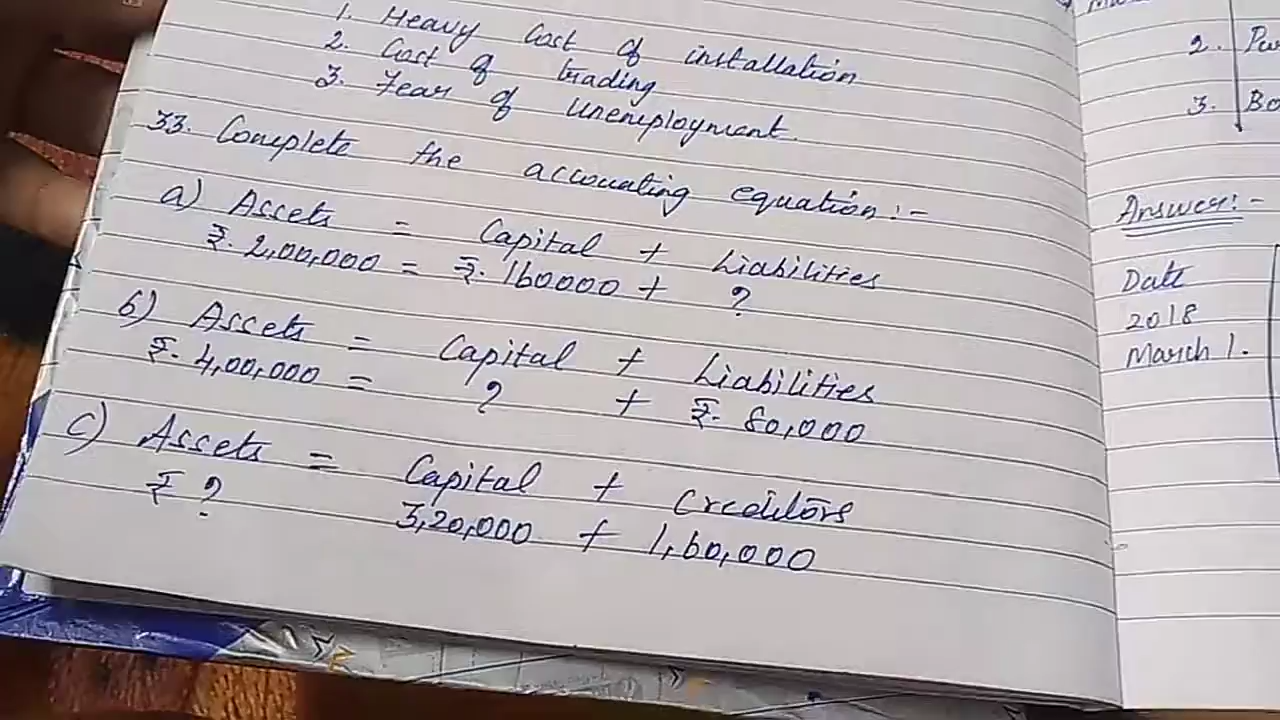 1. Heavy Cost of installation
2. Cost of trading
3. Fear of Unemployment.
33. Complete the accounting equation:-
a) Assets = Capital + Liabilities
₹. 2,00,000 = ₹. 160000 + ?
b) Assets = Capital + Liabilities
₹. 4,00,000 = ? + ₹. 80,000
c) Assets = Capital + Creditors
₹ ? 3,20,000 + 1,60,000
2.
3. Bo
Answer:-
Date
2018
March 1.